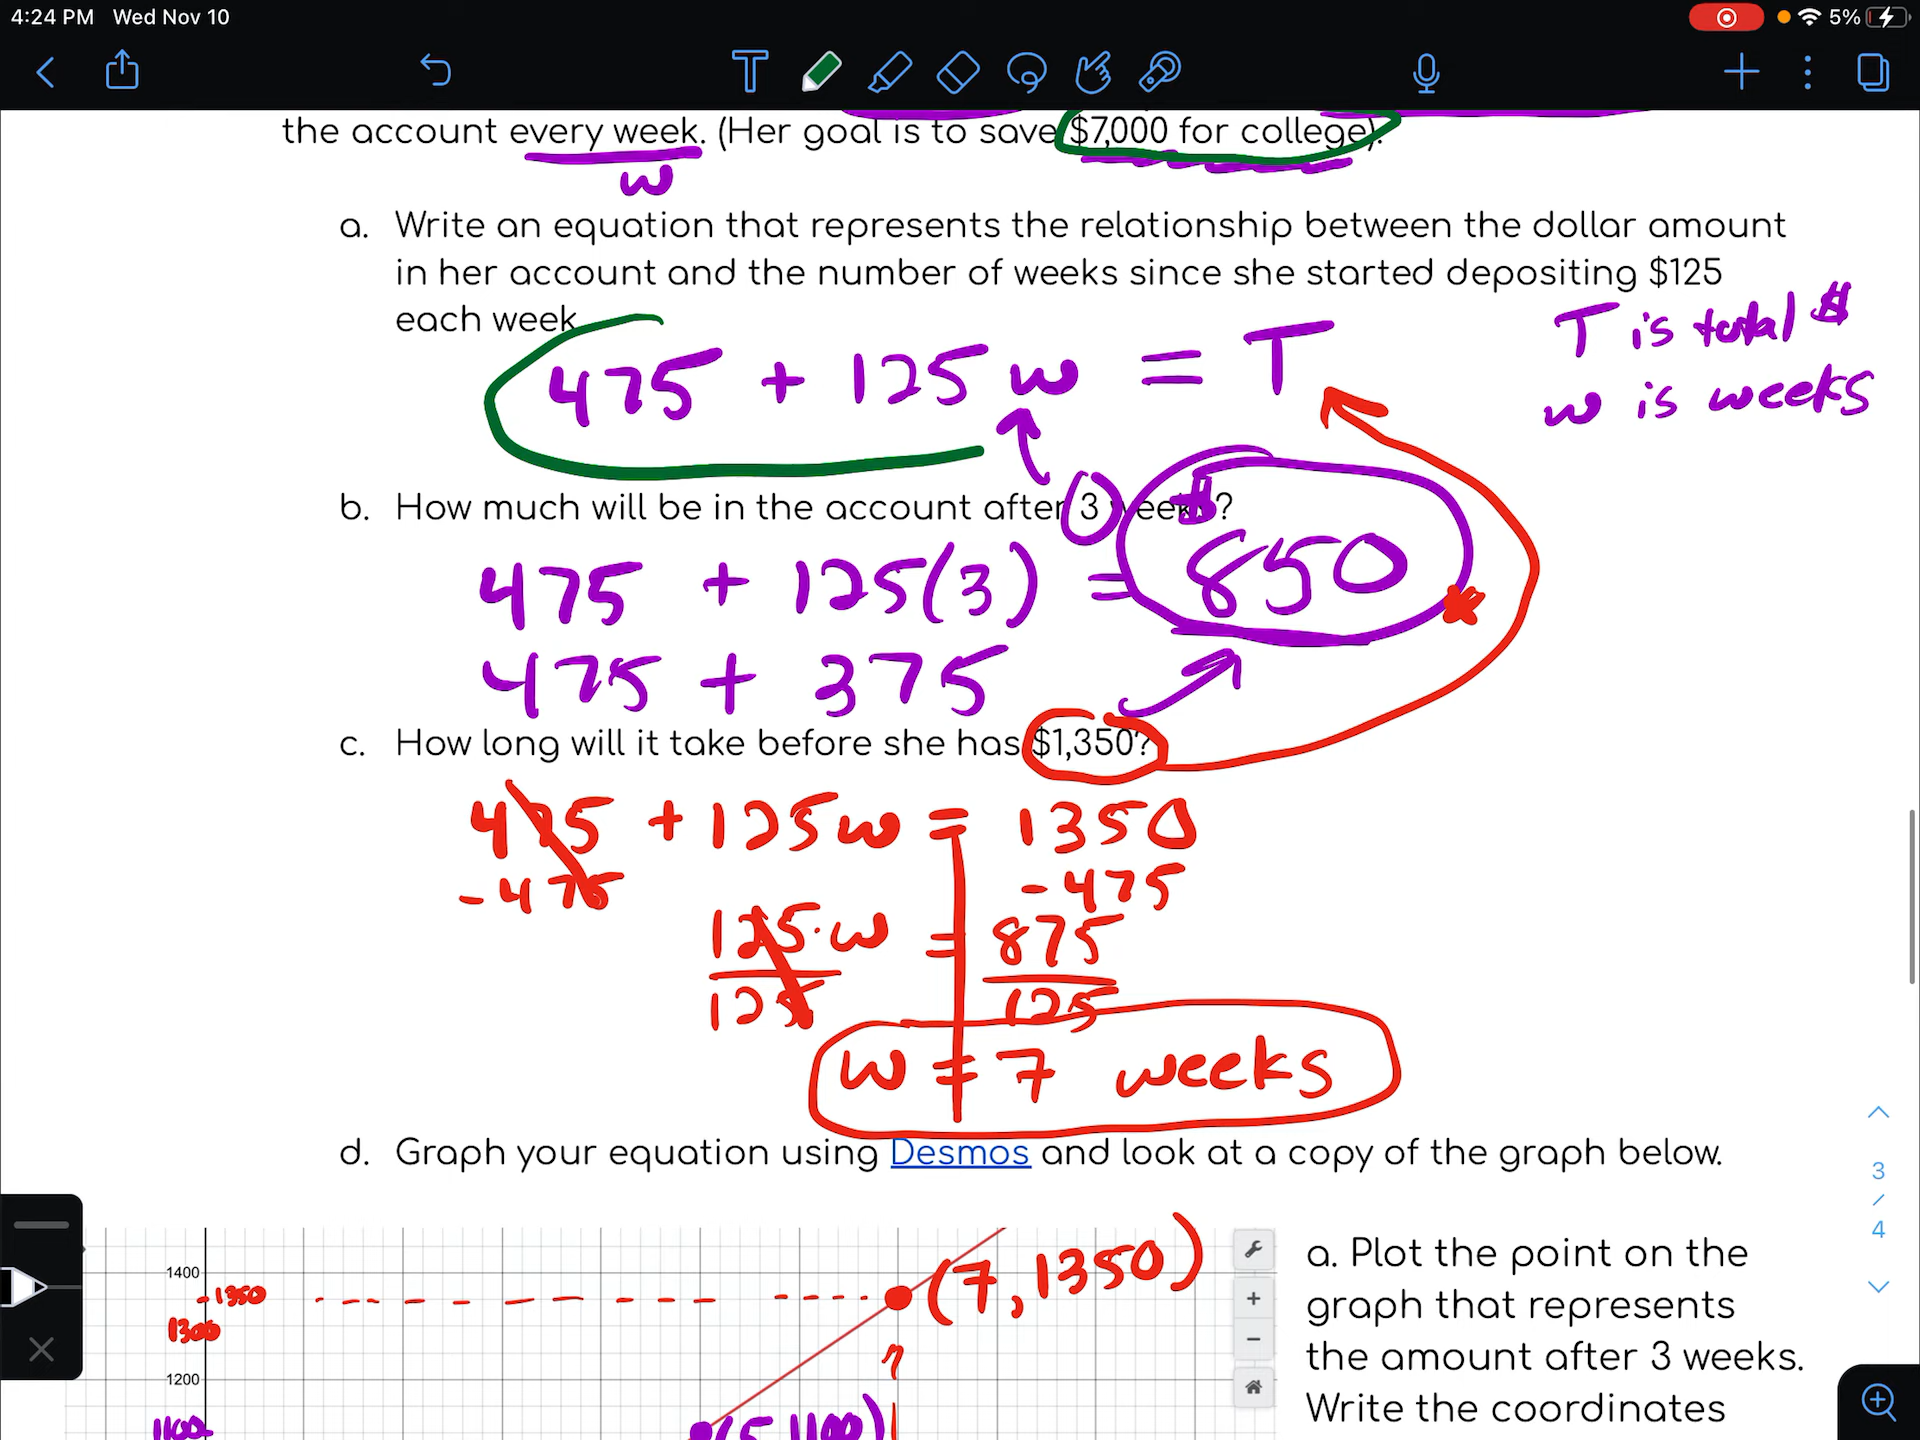 4:24 PM Wed Nov 10
5%
T
the account every week. (Her goal is to save $7,000 for college).
w
a. Write an equation that represents the relationship between the dollar amount
in her account and the number of weeks since she started depositing $125
each week
475 + 125w = T
T is total $
w is weeks
b. How much will be in the account after 3 weeks?
475 + 125(3) = $850
475 + 375
c. How long will it take before she has $1,350?
475 + 125w = 1350
-475 -475
125·w = 875
125 125
w = 7 weeks
d. Graph your equation using Desmos and look at a copy of the graph below.
3
/
4
1400
1350
1300
1200
1100
(7, 1350)
7
(5, 1100)
+
−
a. Plot the point on the
graph that represents
the amount after 3 weeks.
Write the coordinates